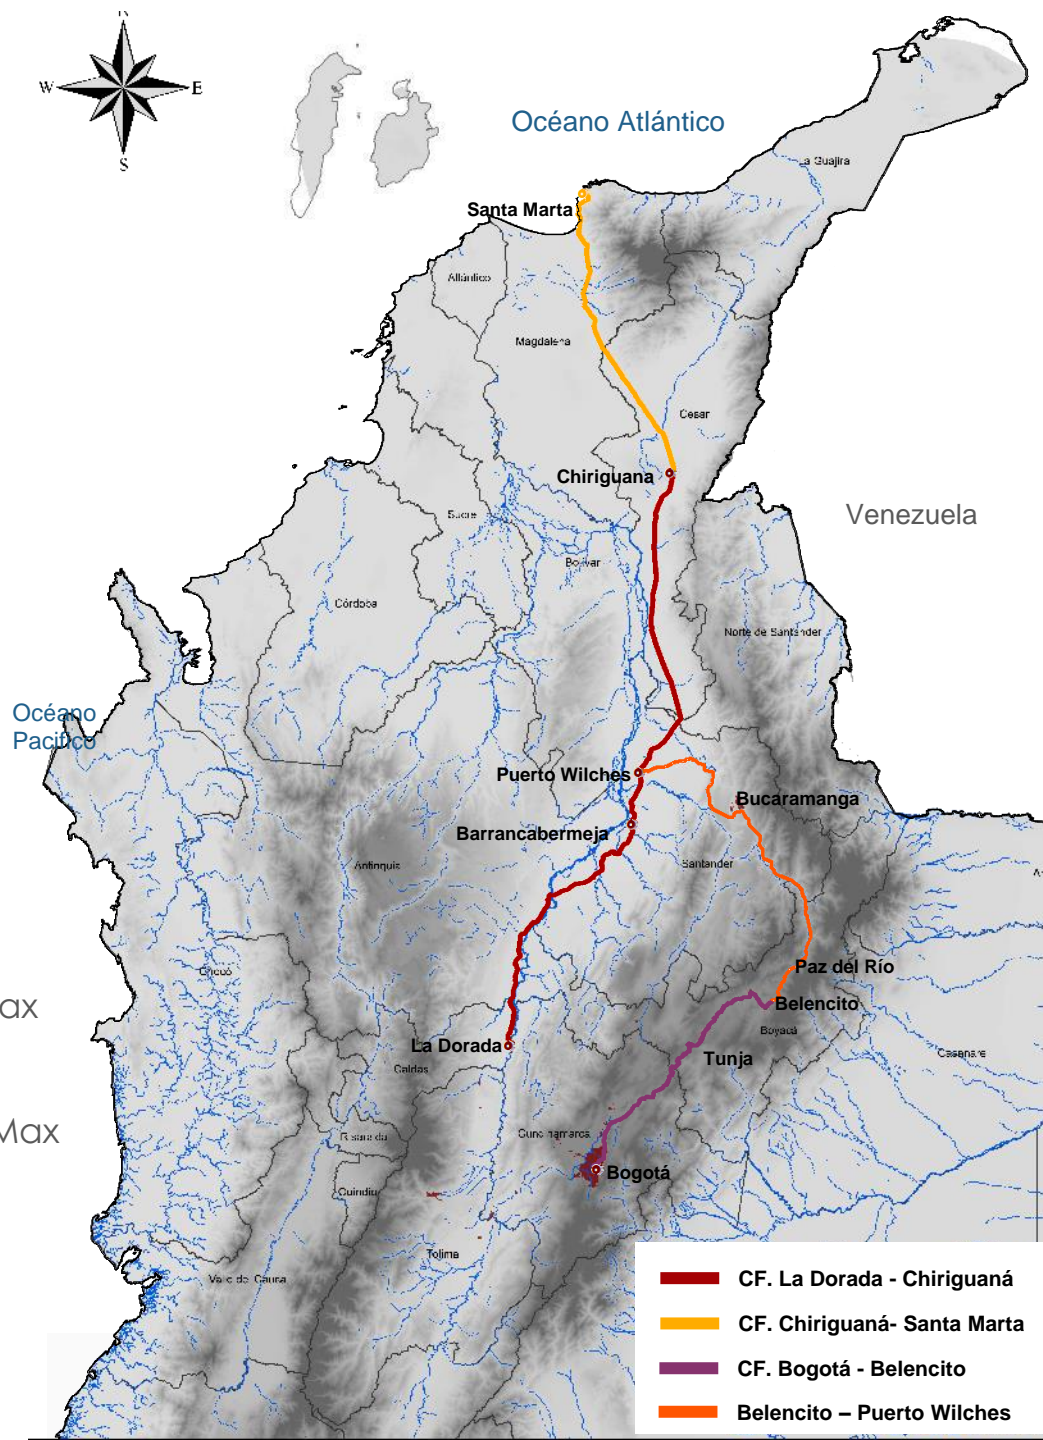 N
W
E
S
Océano Atlántico
La Guajira
Santa Marta
Atlántico
Magdalena
Cesar
Chiriguana
Venezuela
Sucre
Bolívar
Córdoba
Norte de Santander
Océano
Pacifico
Puerto Wilches
Bucaramanga
Barrancabermeja
Santander
Antioquia
Paz del Río
Chocó
Belencito
ax
Boyacá
La Dorada
Tunja
Casanare
Caldas
Max
Cundinamarca
Risaralda
Bogotá
Quindío
Tolima
Valle del Cauca
CF. La Dorada - Chiriguaná
CF. Chiriguaná- Santa Marta
CF. Bogotá - Belencito
Belencito – Puerto Wilches